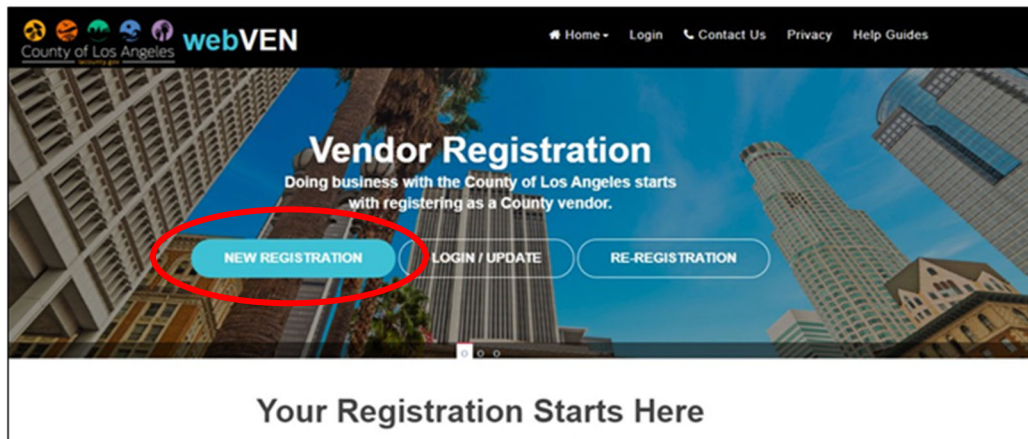 County of Los Angeles
lacounty.gov
webVEN
Home
Login
Contact Us
Privacy
Help Guides
Vendor Registration
Doing business with the County of Los Angeles starts
with registering as a County vendor.
NEW REGISTRATION
LOGIN / UPDATE
RE-REGISTRATION
Your Registration Starts Here